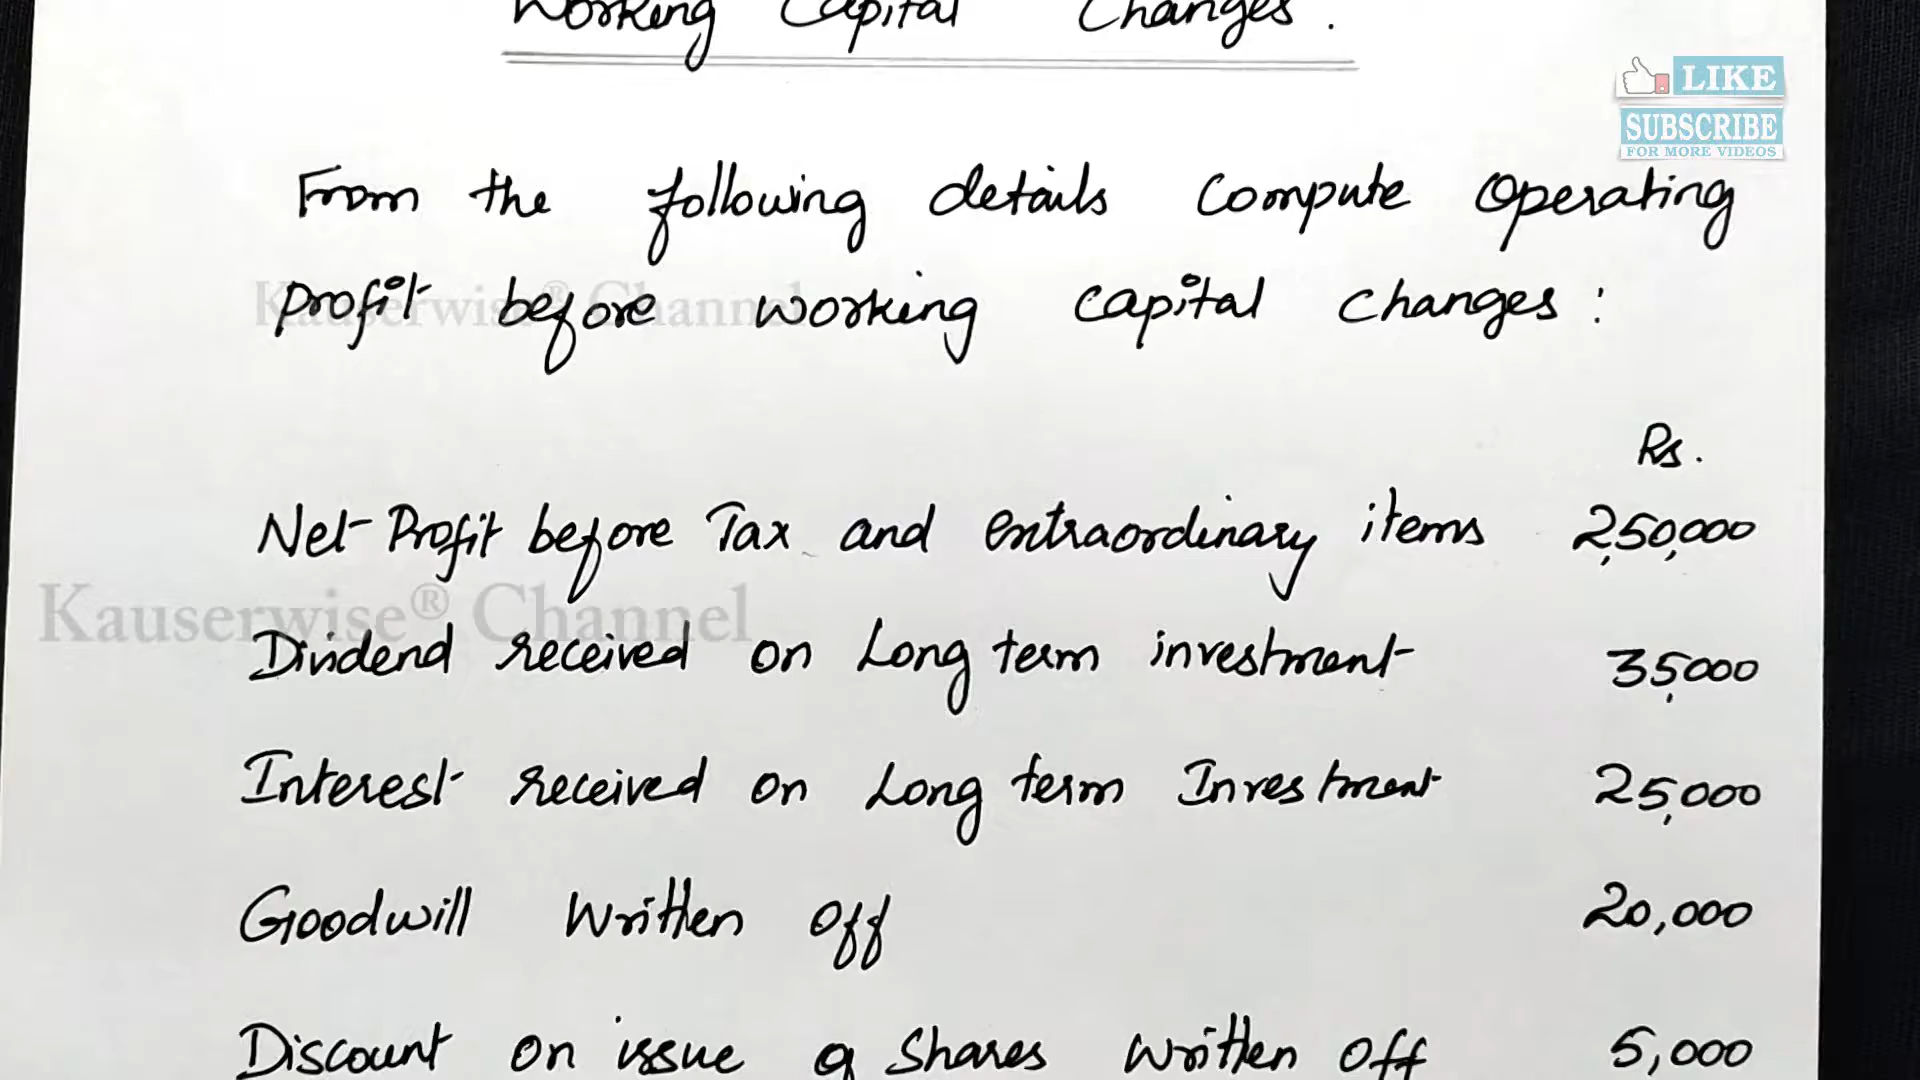 Working Capital Changes.
LIKE
SUBSCRIBE
FOR MORE VIDEOS
From the following details compute Operating
profit before working capital changes:
Kauserwise® Channel
Rs.
Net Profit before Tax and extraordinary items 2,50,000
Kauserwise® Channel
Dividend received on Long term investment 35,000
Interest received on Long term Investment 25,000
Goodwill Written off 20,000
Discount on issue of Shares Written off 5,000